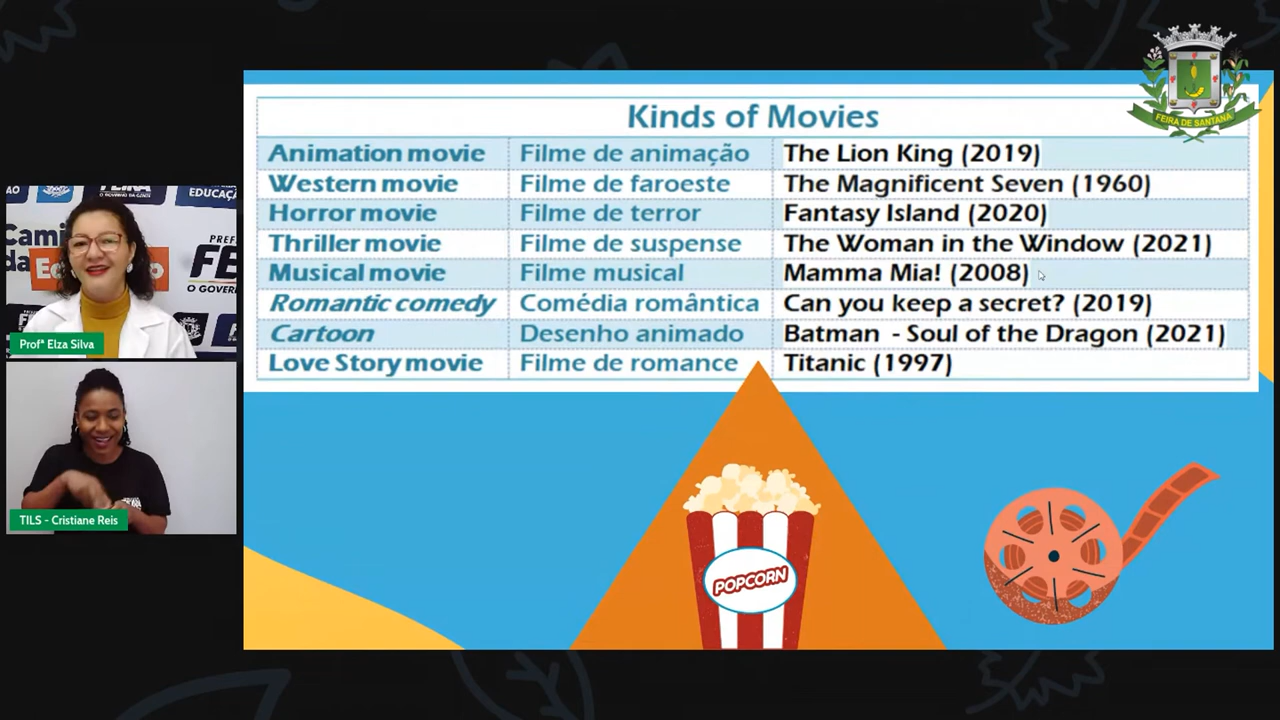 FEIRA DE SANTANA
Kinds of Movies
Animation movie Filme de animação The Lion King (2019)
Western movie Filme de faroeste The Magnificent Seven (1960)
Horror movie Filme de terror Fantasy Island (2020)
Thriller movie Filme de suspense The Woman in the Window (2021)
Musical movie Filme musical Mamma Mia! (2008)
Romantic comedy Comédia romântica Can you keep a secret? (2019)
Cartoon Desenho animado Batman - Soul of the Dragon (2021)
Love Story movie Filme de romance Titanic (1997)
POPCORN
EDUCAÇ
O GOVERN
Profª Elza Silva
TILS - Cristiane Reis